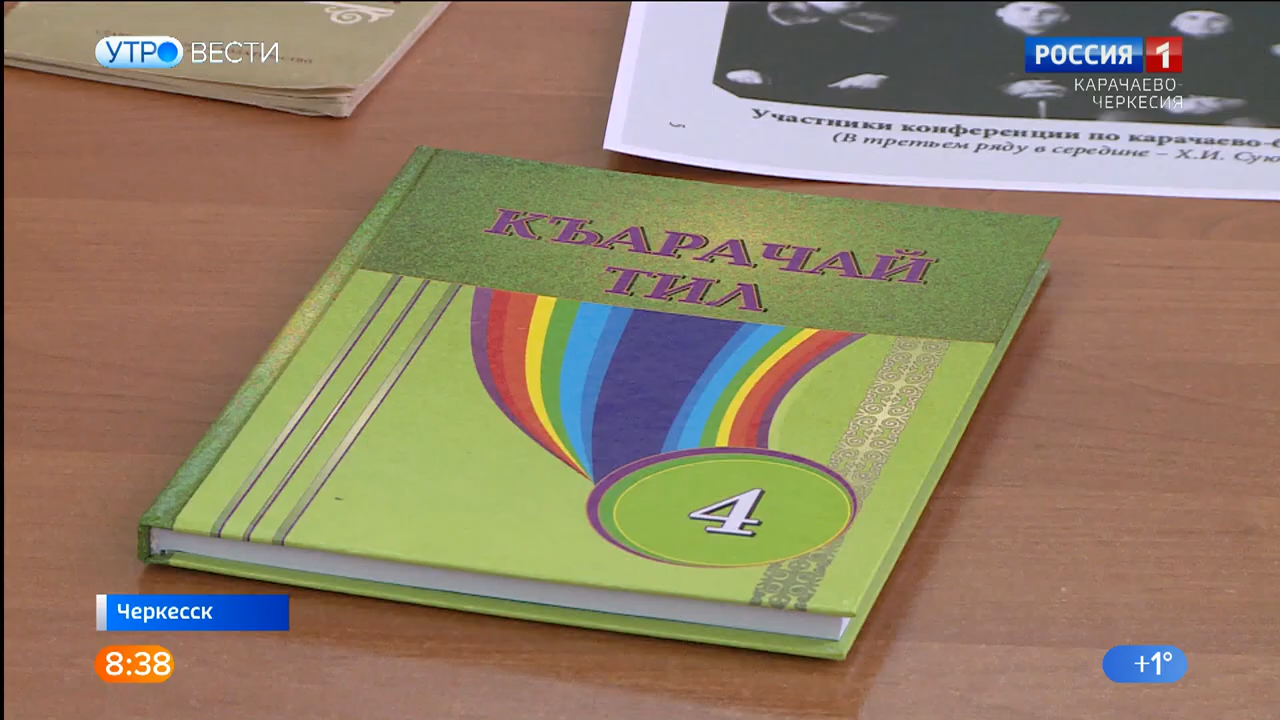 УТРО ВЕСТИ
РОССИЯ 1
КАРАЧАЕВО-
ЧЕРКЕСИЯ
Участники конференции по карачаево-
(В третьем ряду в середине – Х.И. Сую
КЪАРАЧАЙ
ТИЛ
4
Черкесск
8:38
+1°